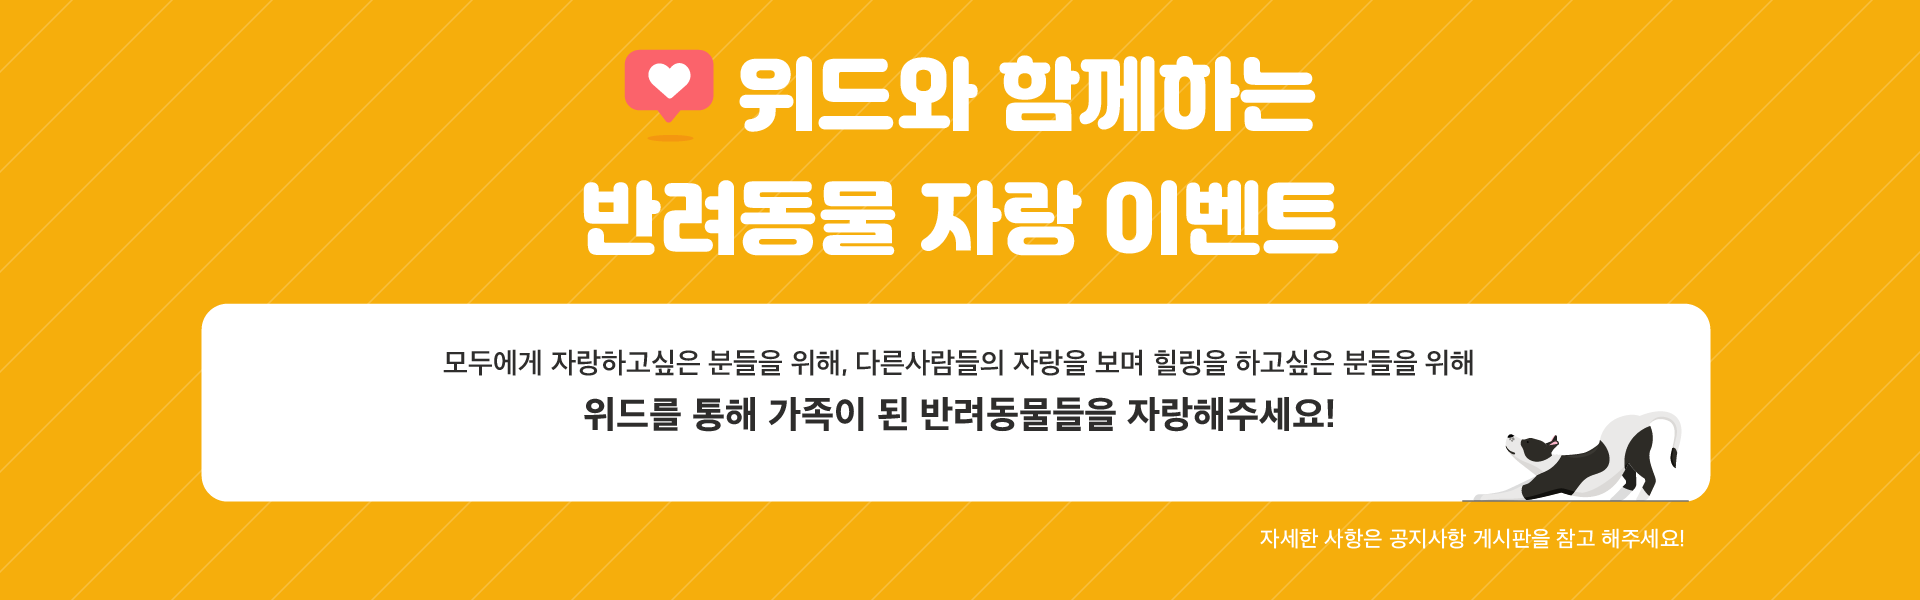 위드와 함께하는
반려동물 자랑 이벤트
모두에게 자랑하고싶은 분들을 위해, 다른사람들의 자랑을 보며 힐링을 하고싶은 분들을 위해
위드를 통해 가족이 된 반려동물들을 자랑해주세요!
자세한 사항은 공지사항 게시판을 참고 해주세요!